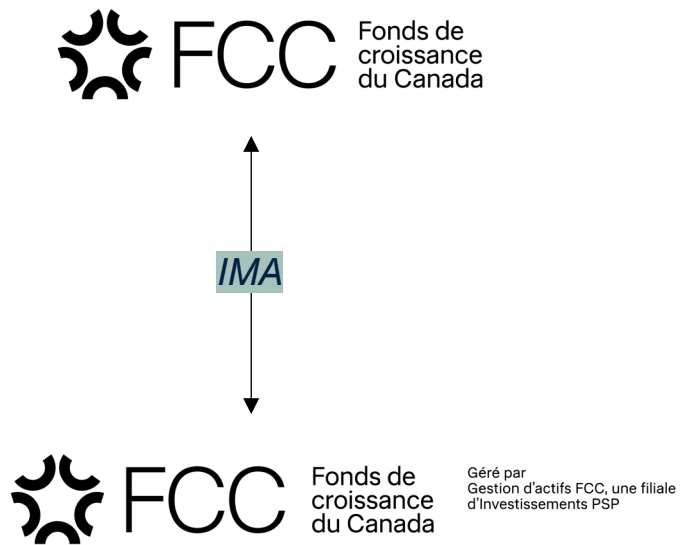 FCC
Fonds de
croissance
du Canada
IMA
FCC
Fonds de
croissance
du Canada
Géré par
Gestion d'actifs FCC, une filiale
d'Investissements PSP